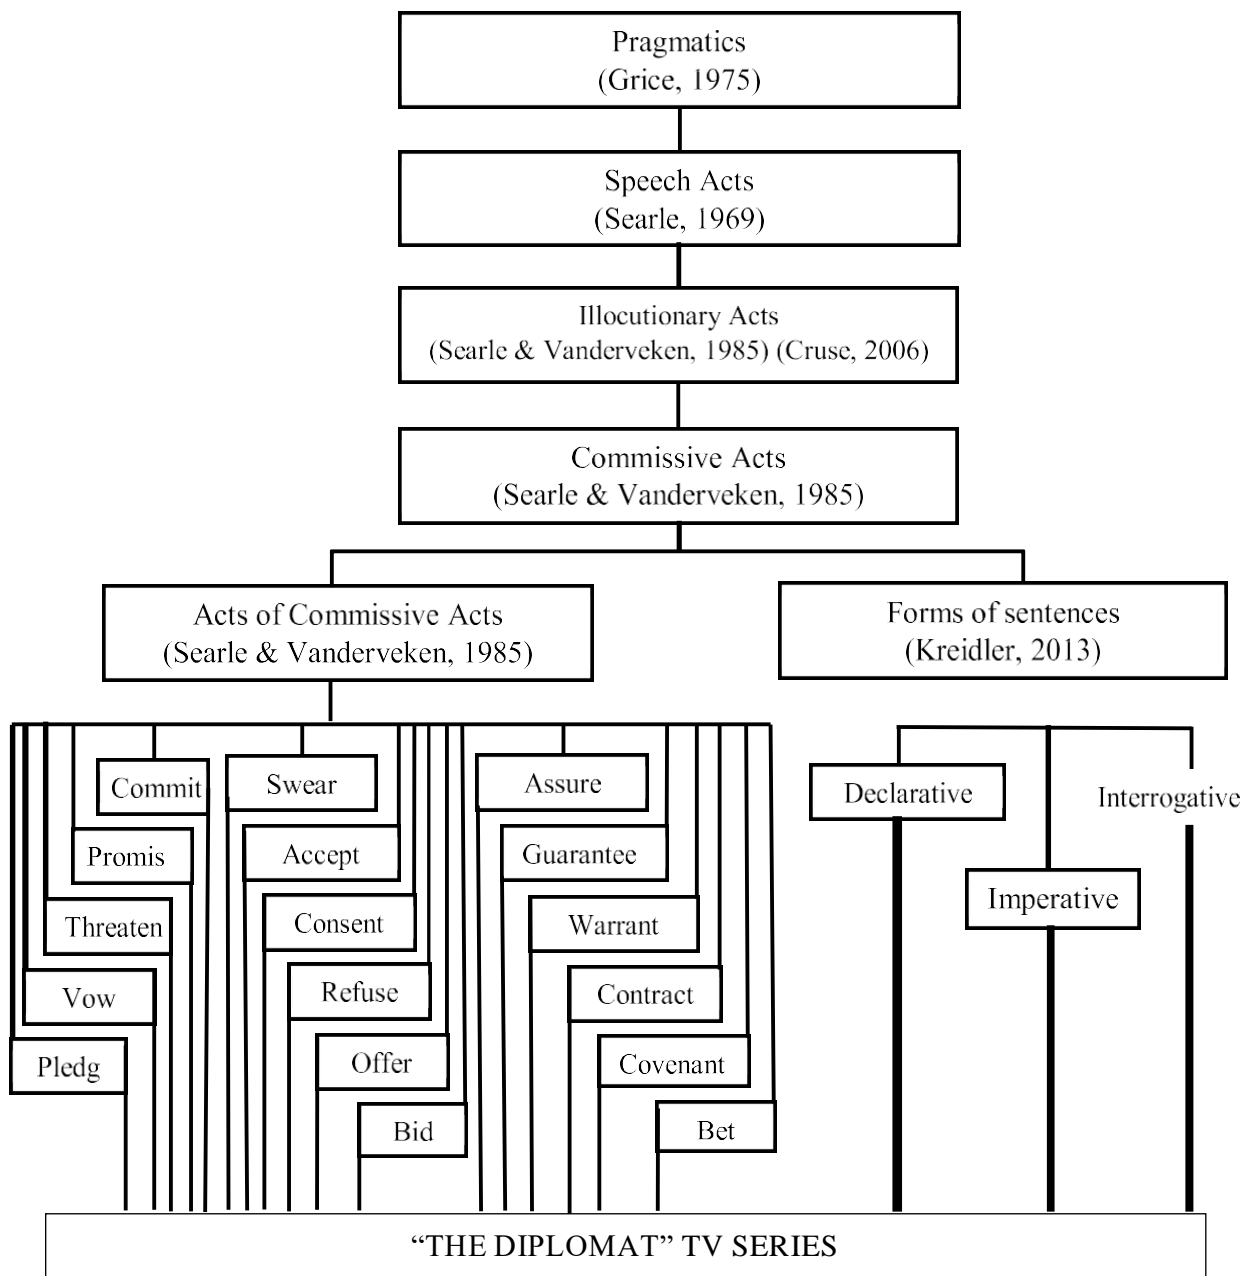 Pragmatics
(Grice, 1975)
Speech Acts
(Searle, 1969)
Illocutionary Acts
(Searle & Vanderveken, 1985) (Cruse, 2006)
Commissive Acts
(Searle & Vanderveken, 1985)
Acts of Commissive Acts
(Searle & Vanderveken, 1985)
Forms of sentences
(Kreidler, 2013)
Commit
Promis
Threaten
Vow
Pledg
Swear
Accept
Consent
Refuse
Offer
Bid
Assure
Guarantee
Warrant
Contract
Covenant
Bet
Declarative
Imperative
Interrogative
“THE DIPLOMAT” TV SERIES